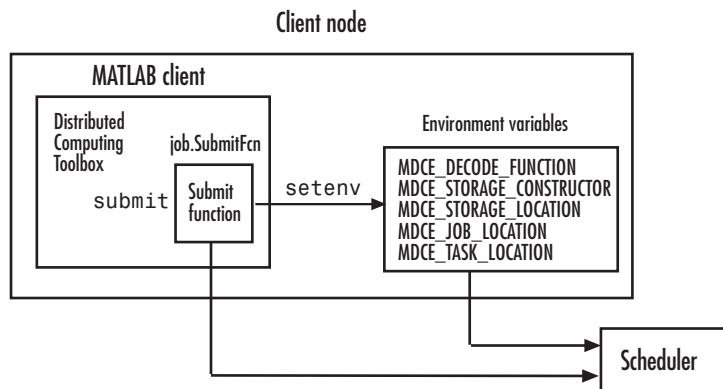 Client node
MATLAB client
Distributed
Computing
Toolbox
job.SubmitFcn
submit
Submit
function
setenv
Environment variables
MDCE_DECODE_FUNCTION
MDCE_STORAGE_CONSTRUCTOR
MDCE_STORAGE_LOCATION
MDCE_JOB_LOCATION
MDCE_TASK_LOCATION
Scheduler